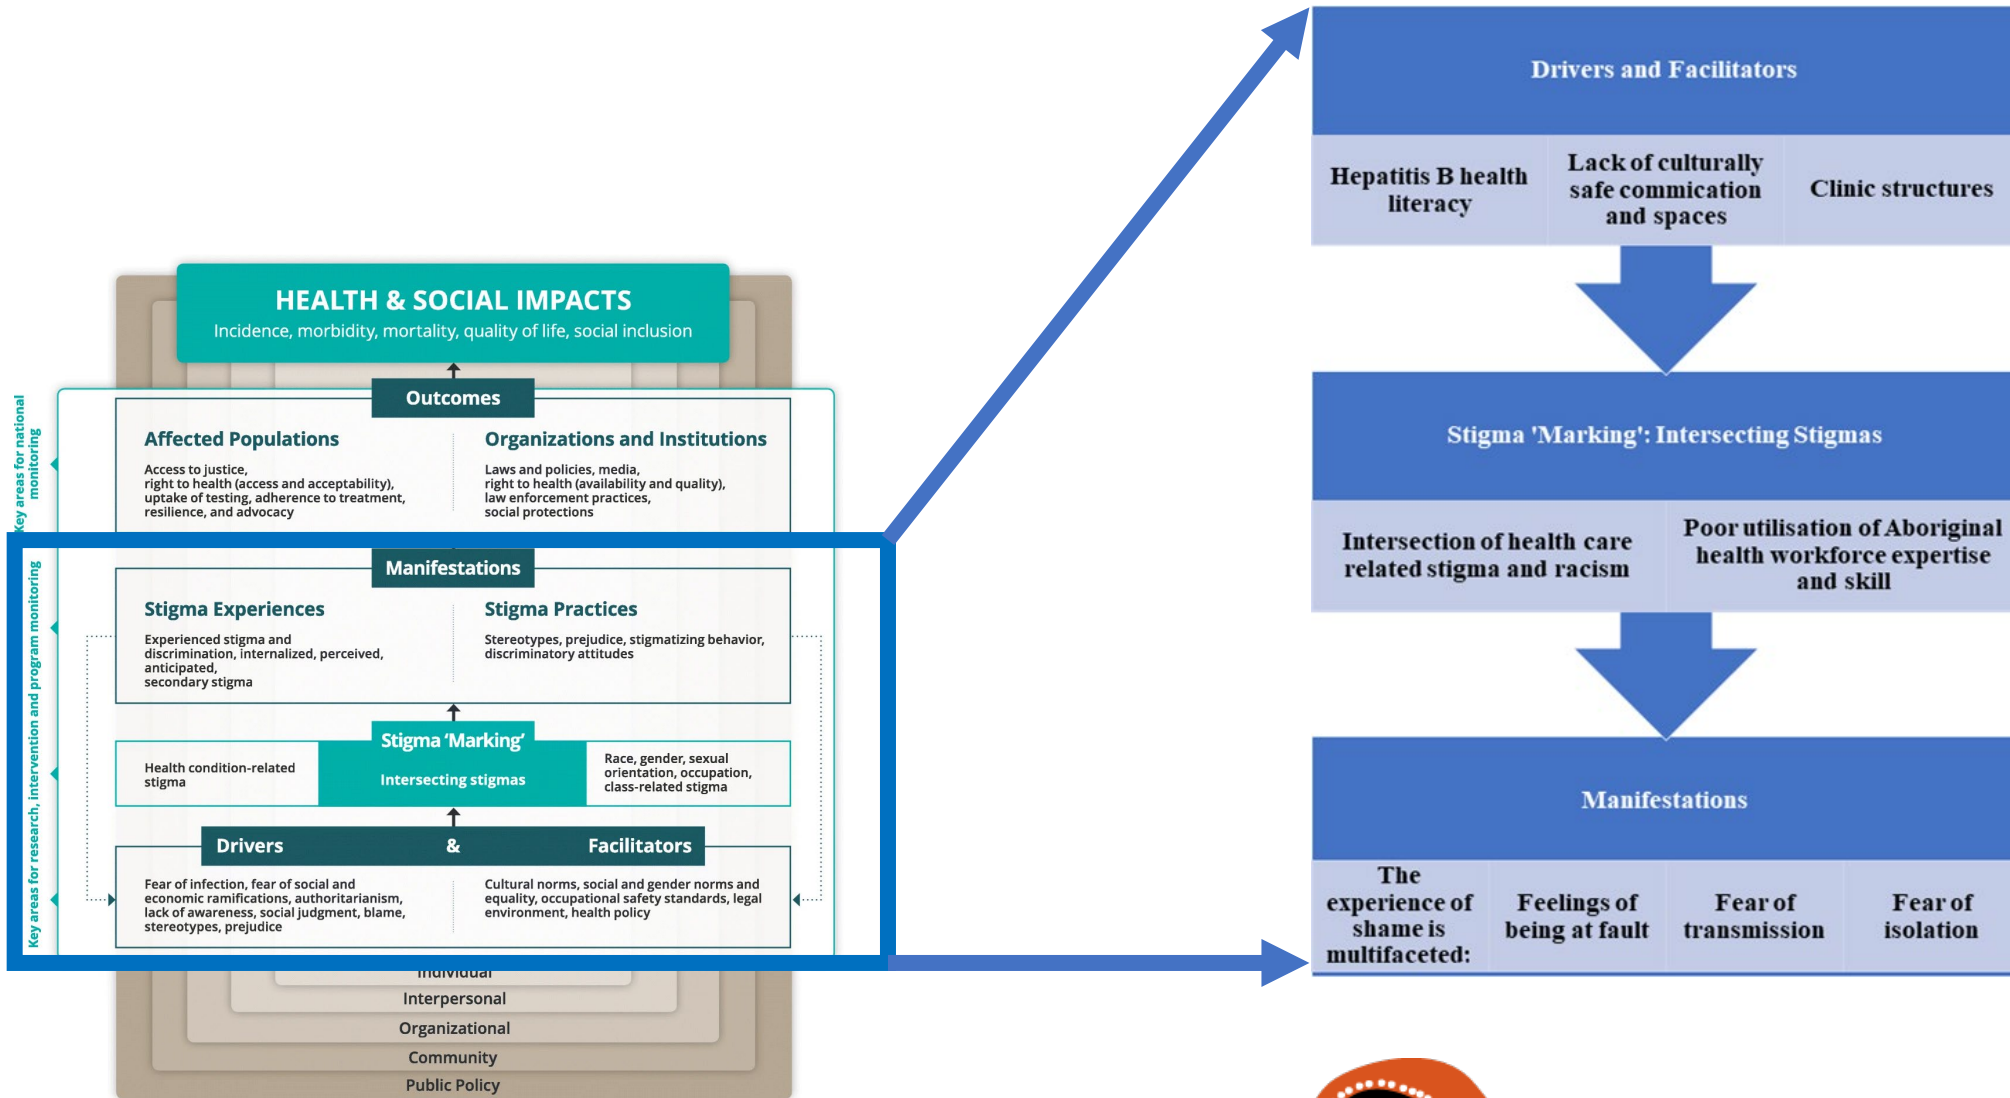 HEALTH & SOCIAL IMPACTS
Incidence, morbidity, mortality, quality of life, social inclusion
Outcomes
Affected Populations
Access to justice,
right to health (access and acceptability),
uptake of testing, adherence to treatment,
resilience, and advocacy
Organizations and Institutions
Laws and policies, media,
right to health (availability and quality),
law enforcement practices,
social protections
Key areas for national
monitoring
Manifestations
Stigma Experiences
Experienced stigma and
discrimination, internalized, perceived,
anticipated,
secondary stigma
Stigma Practices
Stereotypes, prejudice, stigmatizing behavior,
discriminatory attitudes
Stigma ‘Marking’
Health condition-related
stigma
Intersecting stigmas
Race, gender, sexual
orientation, occupation,
class-related stigma
Drivers & Facilitators
Fear of infection, fear of social and
economic ramifications, authoritarianism,
lack of awareness, social judgment, blame,
stereotypes, prejudice
Cultural norms, social and gender norms and
equality, occupational safety standards, legal
environment, health policy
Key areas for research, intervention and program monitoring
Individual
Interpersonal
Organizational
Community
Public Policy
Drivers and Facilitators
Hepatitis B health
literacy
Lack of culturally
safe commication
and spaces
Clinic structures
Stigma 'Marking': Intersecting Stigmas
Intersection of health care
related stigma and racism
Poor utilisation of Aboriginal
health workforce expertise
and skill
Manifestations
The
experience of
shame is
multifaceted:
Feelings of
being at fault
Fear of
transmission
Fear of
isolation